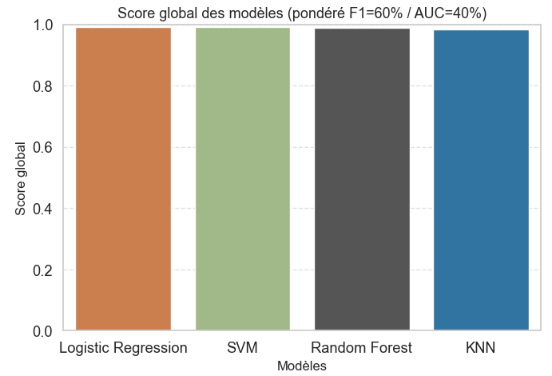 Score global des modèles (pondéré F1=60% / AUC=40%)
1.0
0.8
0.6
0.4
0.2
0.0
Score global
Logistic Regression SVM Random Forest KNN
Modèles